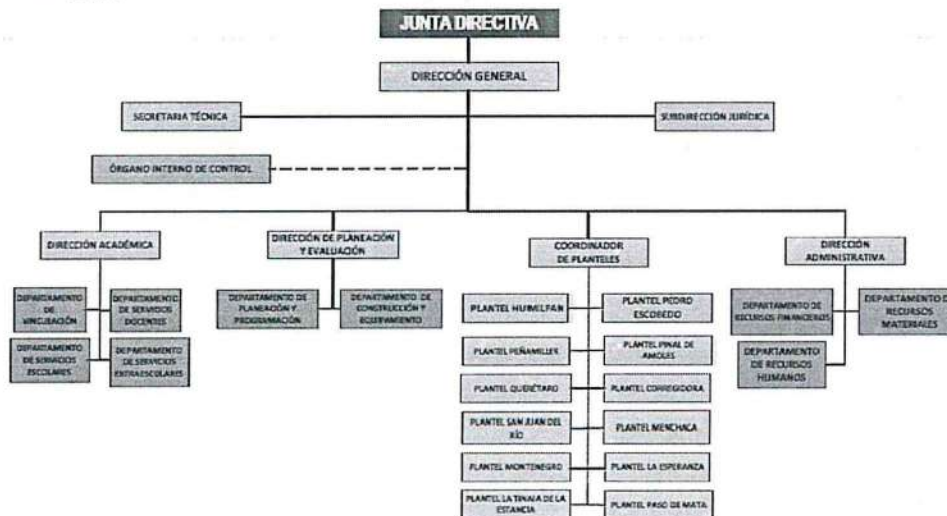 JUNTA DIRECTIVA
DIRECCIÓN GENERAL
SECRETARIA TÉCNICA
SUBDIRECCIÓN JURÍDICA
ÓRGANO INTERNO DE CONTROL
DIRECCIÓN ACADÉMICA
DIRECCIÓN DE PLANEACIÓN
Y EVALUACIÓN
COORDINADOR
DE PLANTELES
DIRECCIÓN
ADMINISTRATIVA
DEPARTAMENTO
DE
VINCULACIÓN
DEPARTAMENTO
DE SERVICIOS
DOCENTES
DEPARTAMENTO
DE SERVICIOS
ESCOLARES
DEPARTAMENTO
DE SERVICIOS
EXTRAESCOLARES
DEPARTAMENTO DE
PLANEACIÓN Y
PROGRAMACIÓN
DEPARTAMENTO DE
CONSTRUCCIÓN Y
EQUIPAMIENTO
PLANTEL HUIMILPAN
PLANTEL PEDRO
ESCOBEDO
PLANTEL PEÑAMILLER
PLANTEL PINAL DE
AMOLES
PLANTEL QUERÉTARO
PLANTEL CORREGIDORA
PLANTEL SAN JUAN DEL
RÍO
PLANTEL MENCHACA
PLANTEL MONTENEGRO
PLANTEL LA ESPERANZA
PLANTEL LA TINAJA DE LA
ESTANCIA
PLANTEL PASO DE MATA
DEPARTAMENTO DE
RECURSOS FINANCIEROS
DEPARTAMENTO DE
RECURSOS
MATERIALES
DEPARTAMENTO
DE RECURSOS
HUMANOS